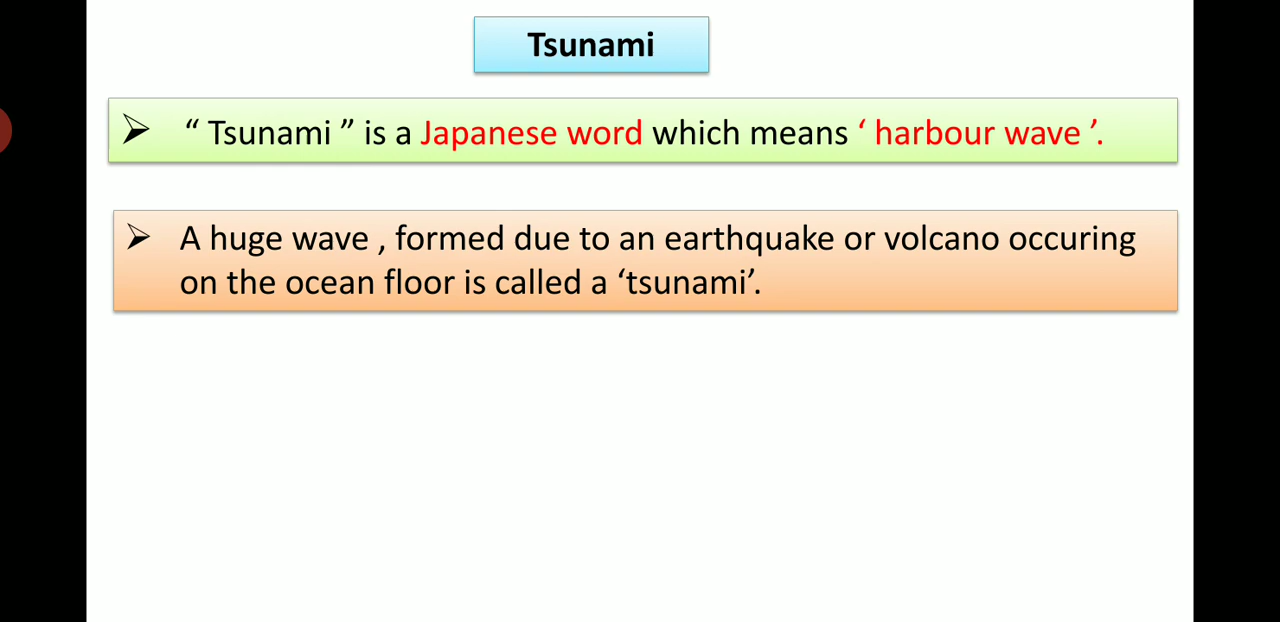 Tsunami
➢ “ Tsunami ” is a Japanese word which means ‘ harbour wave ’.
➢ A huge wave , formed due to an earthquake or volcano occuring
on the ocean floor is called a ‘tsunami’.